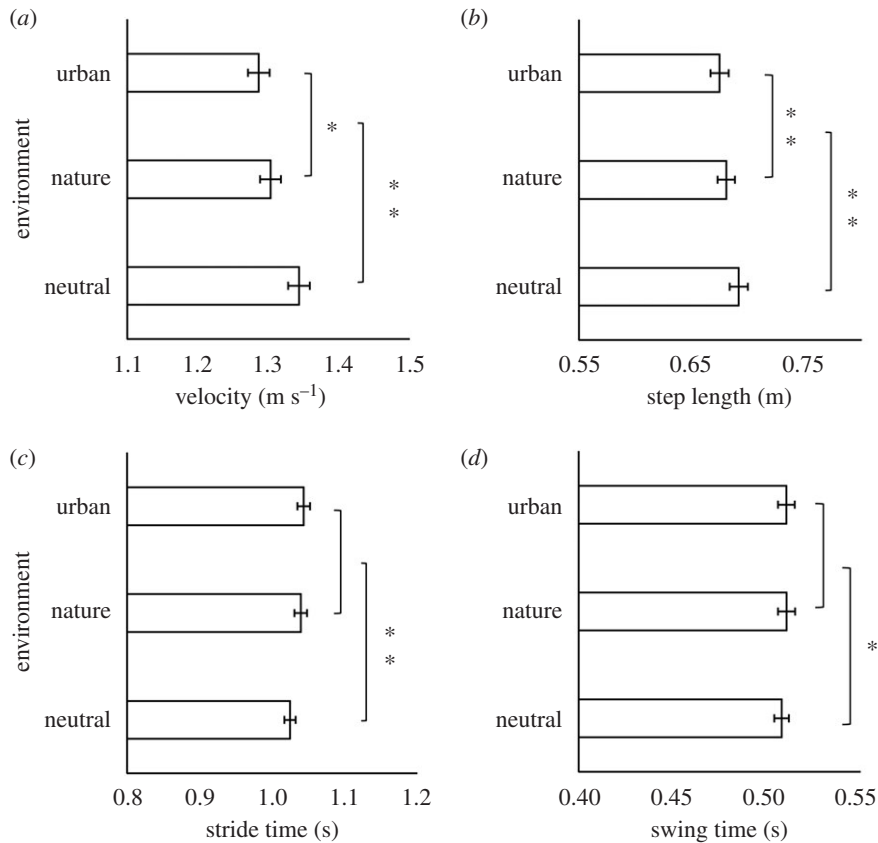 (a)
urban
nature
neutral
environment
*
*
*
1.1 1.2 1.3 1.4 1.5
velocity (m s⁻¹)
(b)
urban
nature
neutral
*
*
*
*
0.55 0.65 0.75
step length (m)
(c)
urban
nature
neutral
environment
*
*
0.8 0.9 1.0 1.1 1.2
stride time (s)
(d)
urban
nature
neutral
*
0.40 0.45 0.50 0.55
swing time (s)